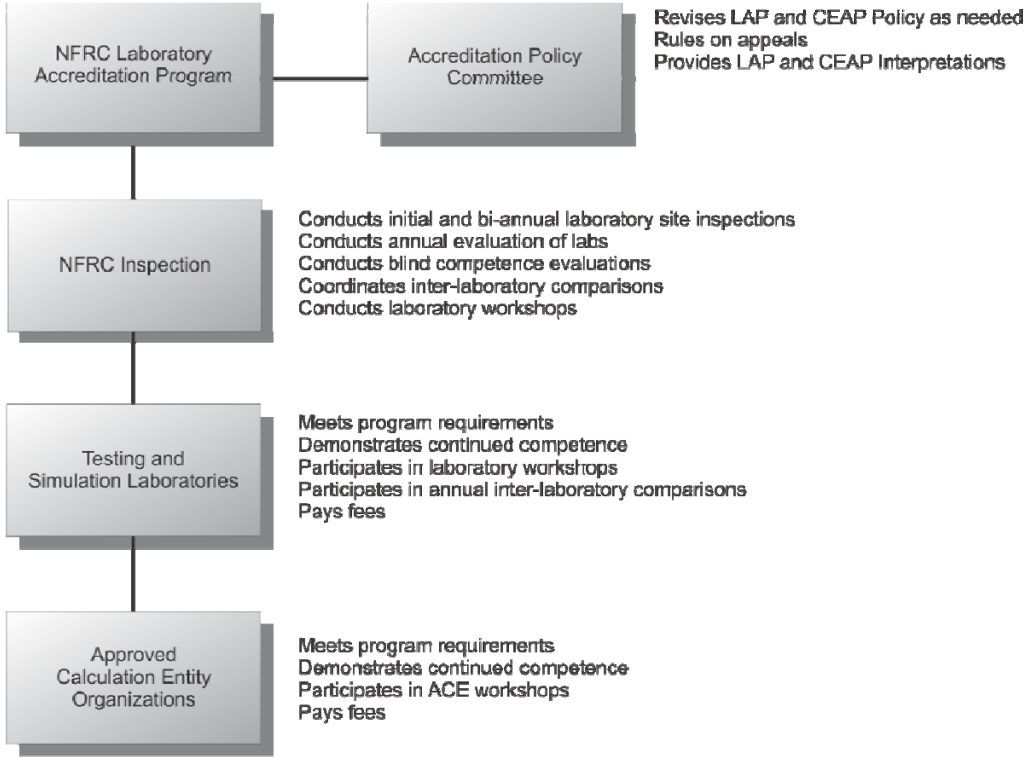 NFRC Laboratory
Accreditation Program
Accreditation Policy
Committee
Revises LAP and CEAP Policy as needed
Rules on appeals
Provides LAP and CEAP Interpretations
NFRC Inspection
Conducts initial and bi-annual laboratory site inspections
Conducts annual evaluation of labs
Conducts blind competence evaluations
Coordinates inter-laboratory comparisons
Conducts laboratory workshops
Testing and
Simulation Laboratories
Meets program requirements
Demonstrates continued competence
Participates in laboratory workshops
Participates in annual inter-laboratory comparisons
Pays fees
Approved
Calculation Entity
Organizations
Meets program requirements
Demonstrates continued competence
Participates in ACE workshops
Pays fees